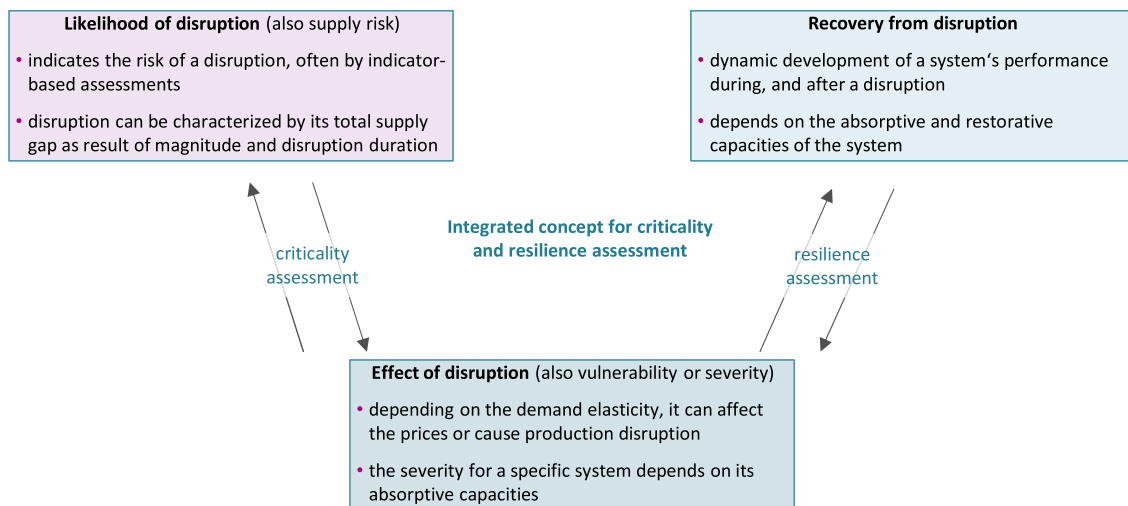 Likelihood of disruption (also supply risk)
• indicates the risk of a disruption, often by indicator-
based assessments
• disruption can be characterized by its total supply
gap as result of magnitude and disruption duration
Recovery from disruption
• dynamic development of a system‘s performance
during, and after a disruption
• depends on the absorptive and restorative
capacities of the system
Integrated concept for criticality
and resilience assessment
criticality
assessment
resilience
assessment
Effect of disruption (also vulnerability or severity)
• depending on the demand elasticity, it can affect
the prices or cause production disruption
• the severity for a specific system depends on its
absorptive capacities